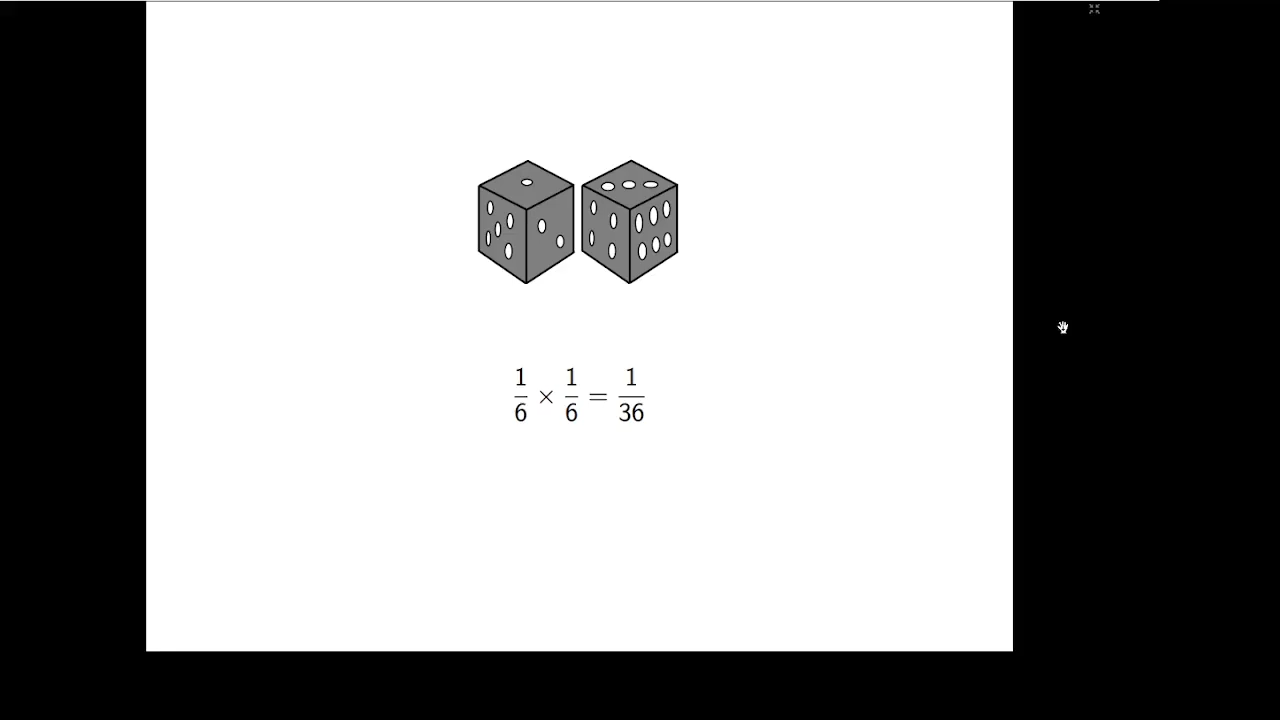 1/6 × 1/6 = 1/36